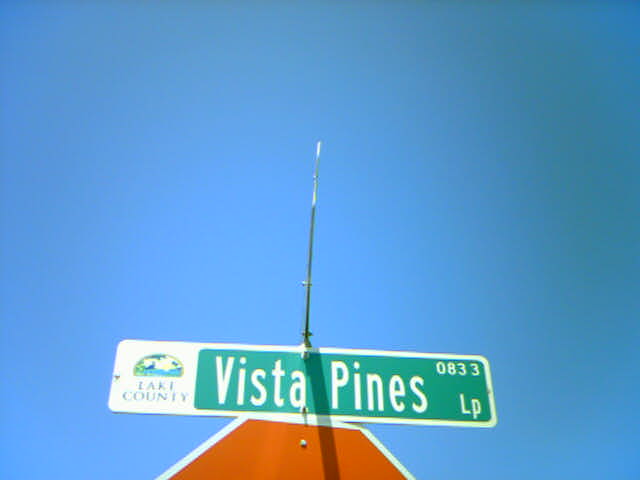 LAKE
COUNTY
Vista Pines
0833
Lp